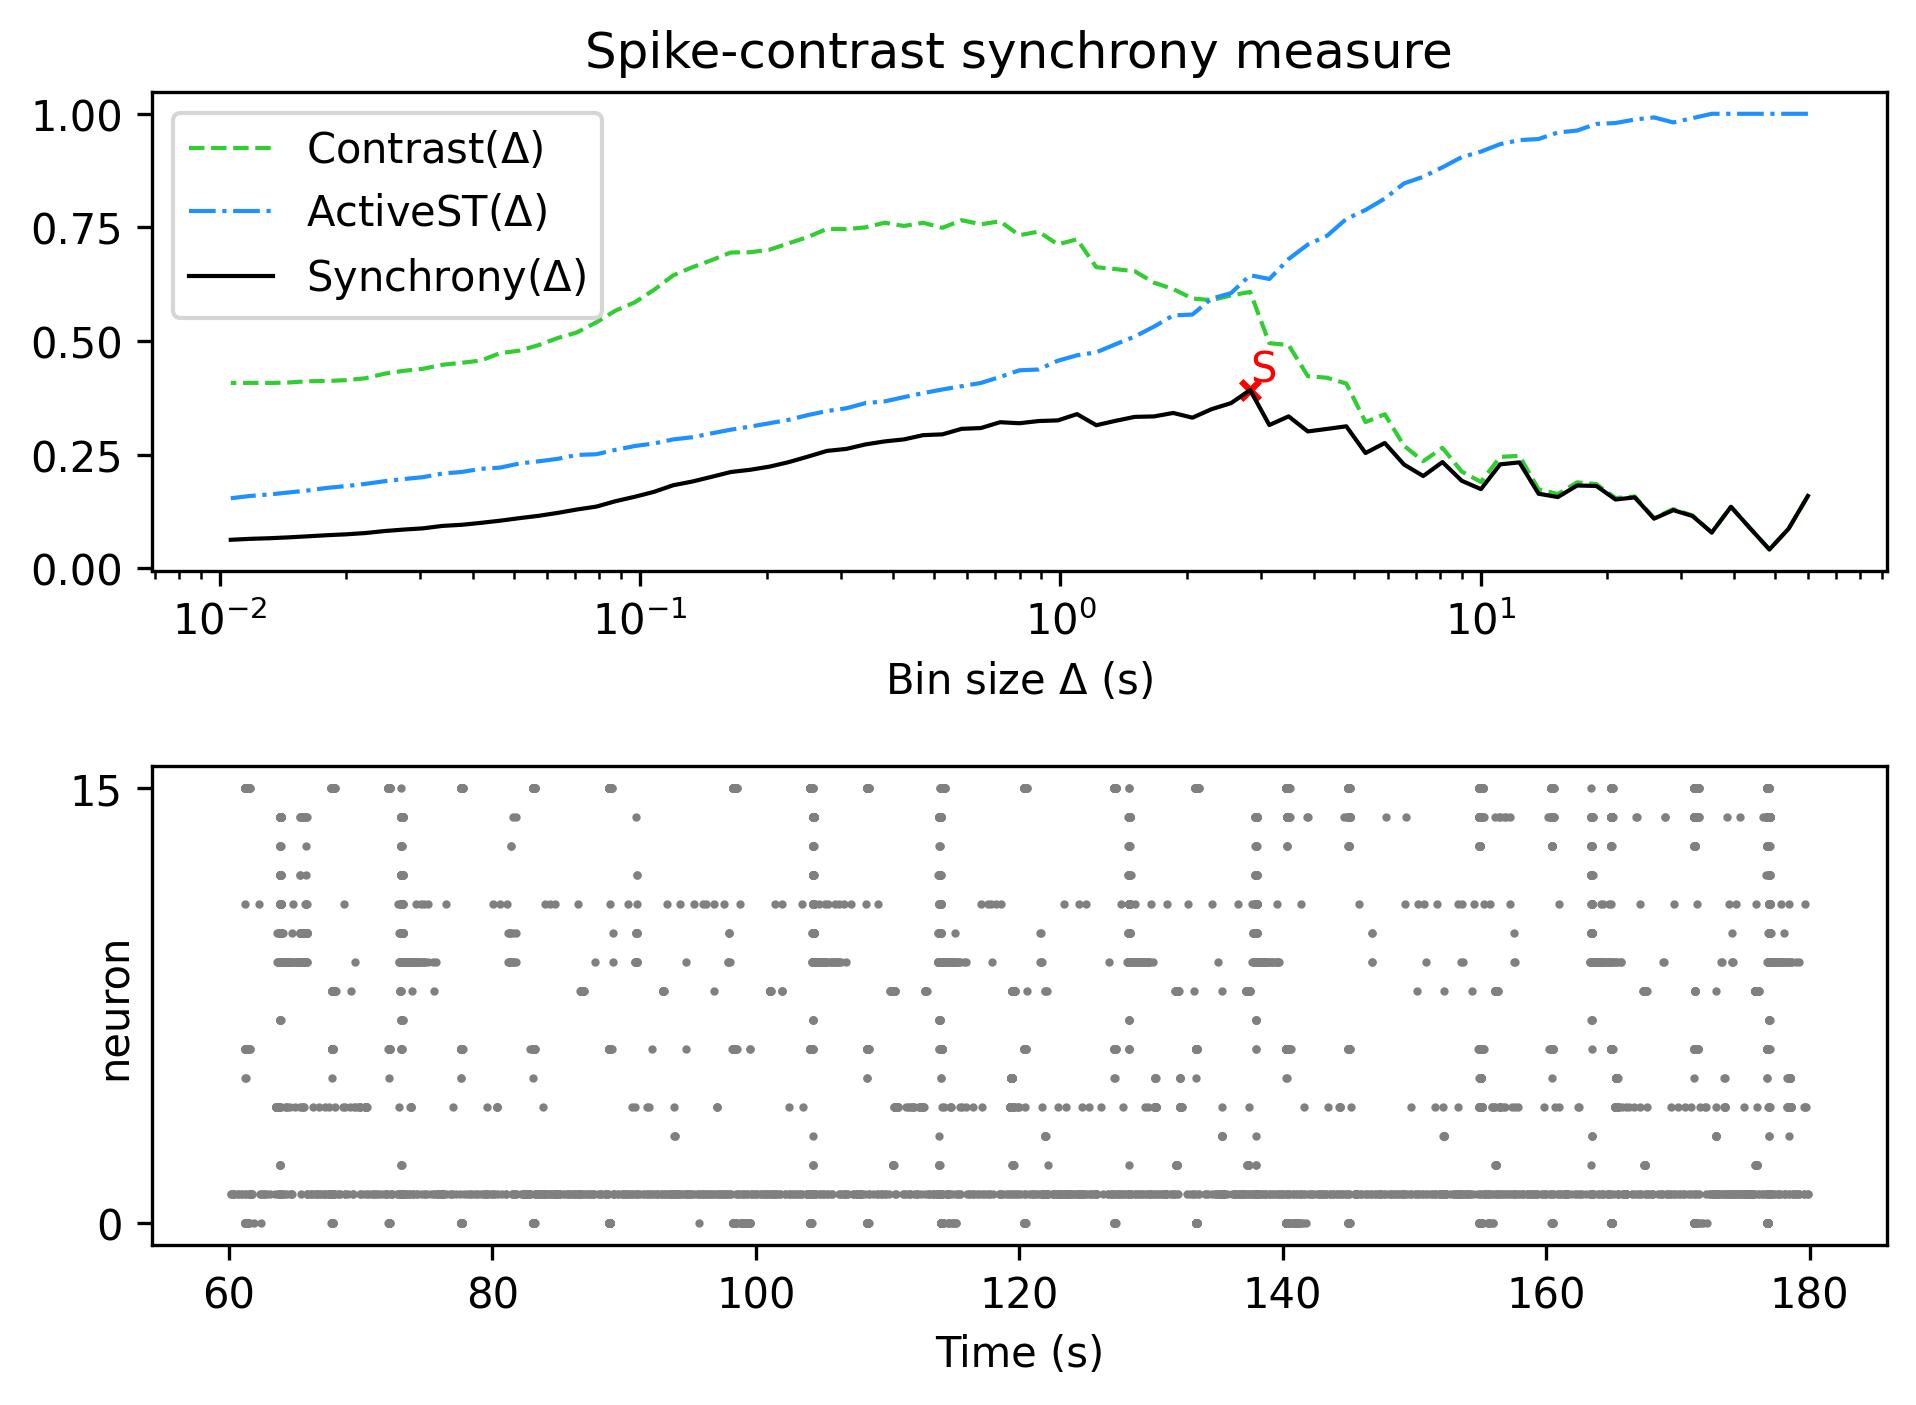 Spike-contrast synchrony measure
1.00
0.75
0.50
0.25
0.00
Contrast(Δ)
ActiveST(Δ)
Synchrony(Δ)
S
10⁻² 10⁻¹ 10⁰ 10¹
Bin size Δ (s)
15
0
neuron
60 80 100 120 140 160 180
Time (s)